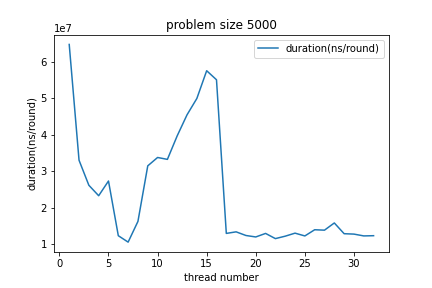 problem size 5000
1e7
duration(ns/round)
6
5
4
3
2
1
duration(ns/round)
0 5 10 15 20 25 30
thread number